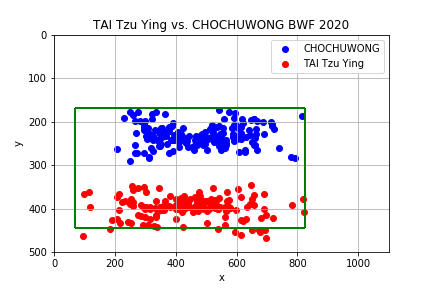 TAI Tzu Ying vs. CHOCHUWONG BWF 2020
CHOCHUWONG
TAI Tzu Ying
0
100
200
300
400
500
y
0 200 400 600 800 1000
x